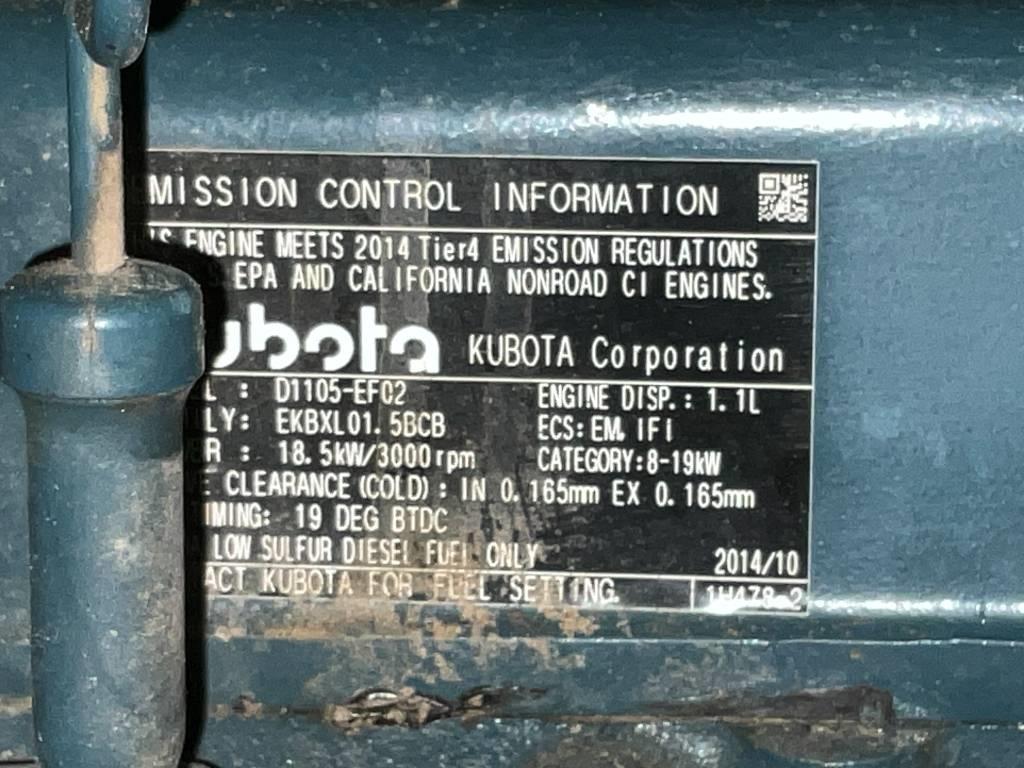 MISSION CONTROL INFORMATION
IS ENGINE MEETS 2014 Tier4 EMISSION REGULATIONS
S EPA AND CALIFORNIA NONROAD CI ENGINES.
ubota KUBOTA Corporation
L : D1105-EF02 ENGINE DISP.: 1.1L
LY: EKBXL01.5BCB ECS:EM, IFI
R : 18.5kW/3000rpm CATEGORY:8-19kW
E CLEARANCE (COLD) : IN 0.165mm EX 0.165mm
IMING: 19 DEG BTDC
LOW SULFUR DIESEL FUEL ONLY 2014/10
ACT KUBOTA FOR FUEL SETTING. 1H478-2